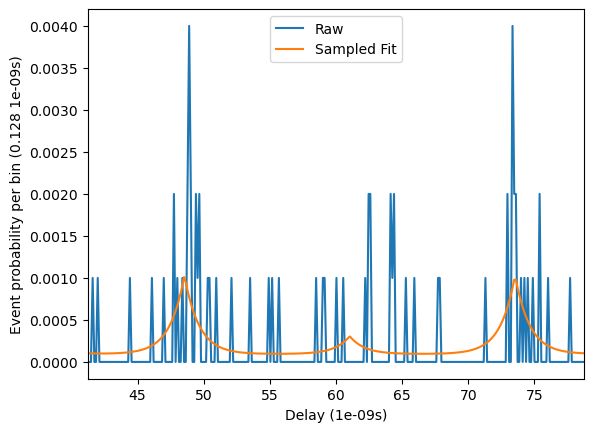 Raw
Sampled Fit
0.0040
0.0035
0.0030
0.0025
0.0020
0.0015
0.0010
0.0005
0.0000
Event probability per bin (0.128 1e-09s)
45 50 55 60 65 70 75
Delay (1e-09s)